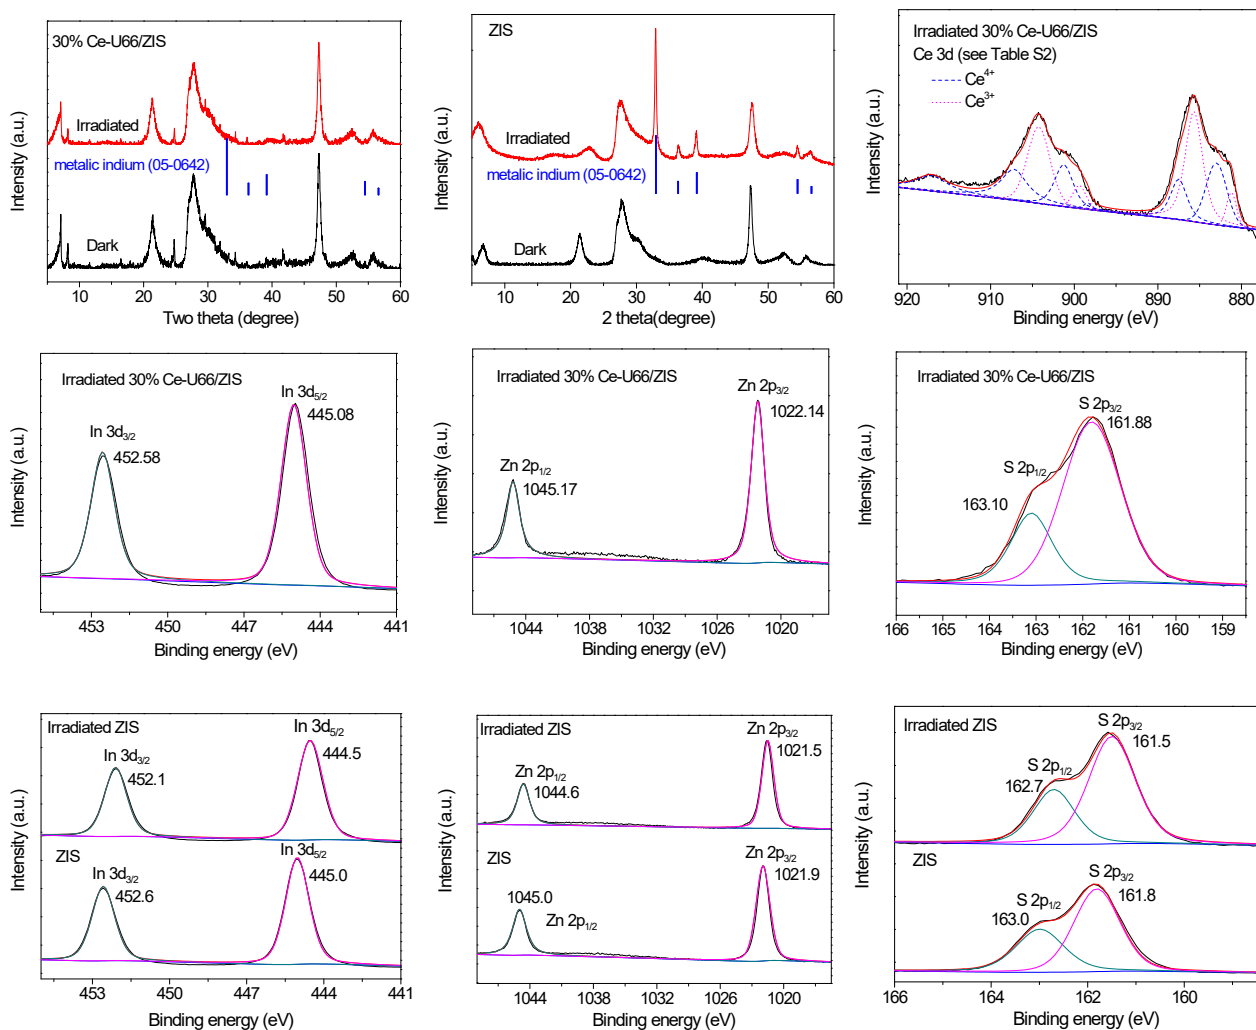 30% Ce-U66/ZIS
Irradiated
metalic indium (05-0642)
Dark
Intensity (a.u.)
10 20 30 40 50 60
Two theta (degree)
ZIS
Irradiated
metalic indium (05-0642)
Dark
Intensity (a.u.)
10 20 30 40 50 60
2 theta(degree)
Irradiated 30% Ce-U66/ZIS
Ce 3d (see Table S2)
Ce4+
Ce3+
Intensity (a.u.)
920 910 900 890 880
Binding energy (eV)
Irradiated 30% Ce-U66/ZIS
In 3d5/2
445.08
In 3d3/2
452.58
Intensity (a.u.)
453 450 447 444 441
Binding energy (eV)
Irradiated 30% Ce-U66/ZIS
Zn 2p3/2
1022.14
Zn 2p1/2
1045.17
Intensity (a.u.)
1044 1038 1032 1026 1020
Binding energy (eV)
Irradiated 30% Ce-U66/ZIS
S 2p3/2
161.88
S 2p1/2
163.10
Intensity (a.u.)
166 165 164 163 162 161 160 159
Binding energy (eV)
Irradiated ZIS
In 3d5/2
444.5
In 3d3/2
452.1
ZIS
In 3d5/2
445.0
In 3d3/2
452.6
Intensity (a.u.)
453 450 447 444 441
Binding energy (eV)
Irradiated ZIS
Zn 2p3/2
1021.5
Zn 2p1/2
1044.6
ZIS
Zn 2p3/2
1021.9
1045.0
Zn 2p1/2
Intensity (a.u.)
1044 1038 1032 1026 1020
Binding energy (eV)
Irradiated ZIS
S 2p3/2
161.5
S 2p1/2
162.7
ZIS
S 2p3/2
161.8
S 2p1/2
163.0
Intensity (a.u.)
166 164 162 160
Binding energy (eV)